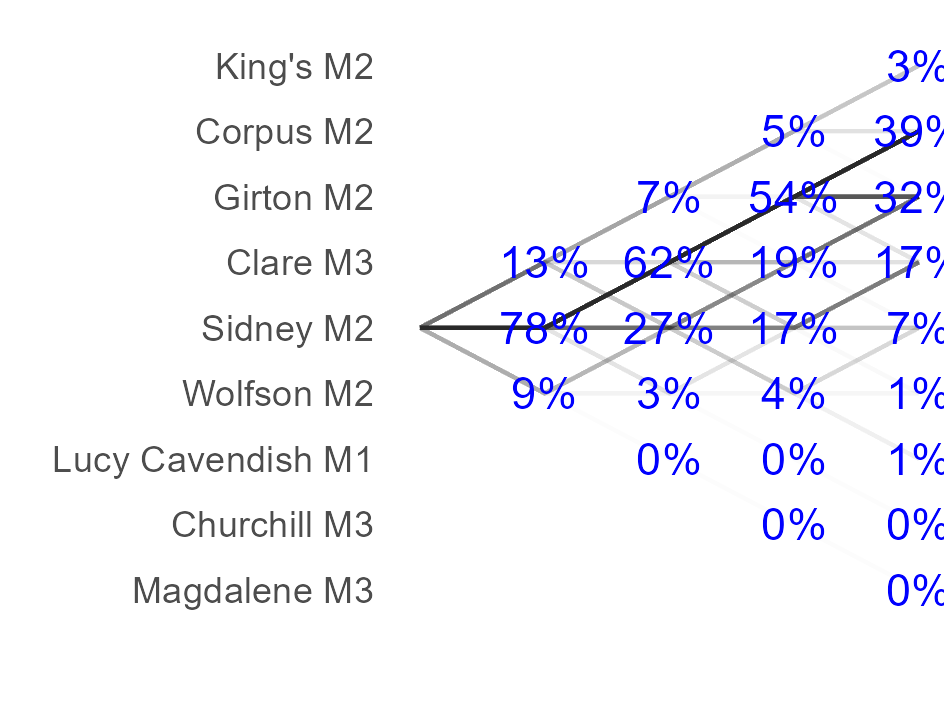 King's M2 3%
Corpus M2 5% 39%
Girton M2 7% 54% 32%
Clare M3 13% 62% 19% 17%
Sidney M2 78% 27% 17% 7%
Wolfson M2 9% 3% 4% 1%
Lucy Cavendish M1 0% 0% 1%
Churchill M3 0% 0%
Magdalene M3 0%